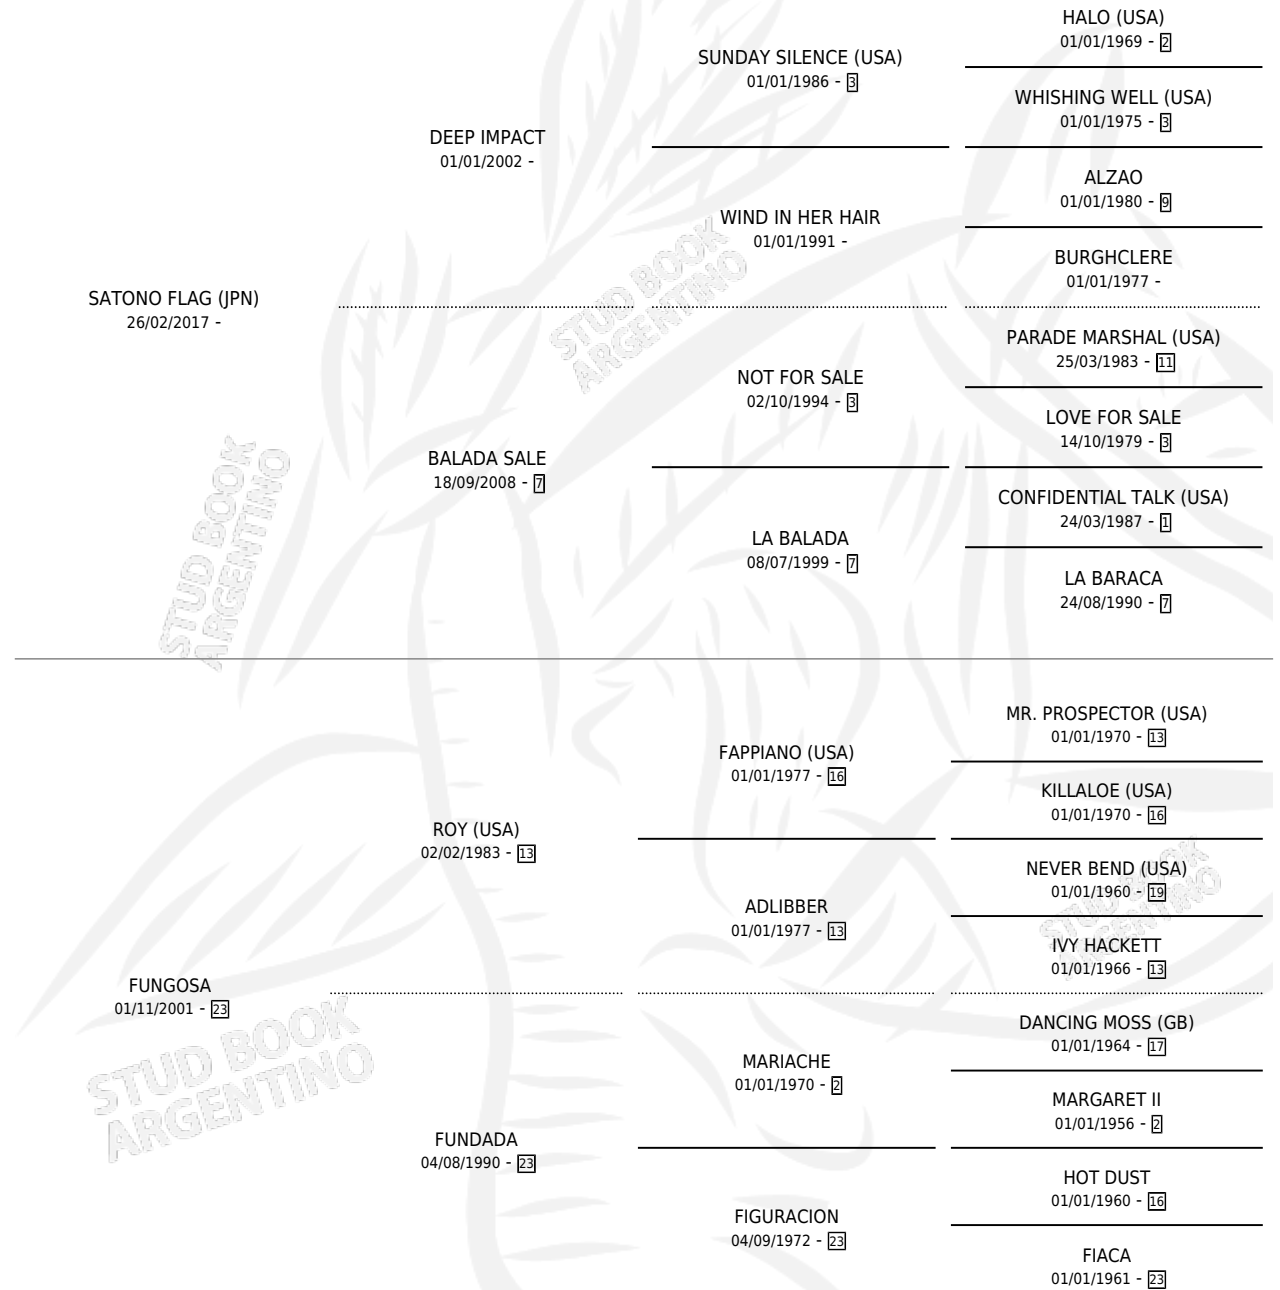 HALO (USA)
01/01/1969 - 2
SUNDAY SILENCE (USA)
01/01/1986 - 3
WHISHING WELL (USA)
01/01/1975 - 3
DEEP IMPACT
01/01/2002 -
ALZAO
01/01/1980 - 9
WIND IN HER HAIR
01/01/1991 -
BURGHCLERE
01/01/1977 -
SATONO FLAG (JPN)
26/02/2017 -
PARADE MARSHAL (USA)
25/03/1983 - 11
NOT FOR SALE
02/10/1994 - 3
LOVE FOR SALE
14/10/1979 - 3
BALADA SALE
18/09/2008 - 7
CONFIDENTIAL TALK (USA)
24/03/1987 - 1
LA BALADA
08/07/1999 - 7
LA BARACA
24/08/1990 - 7
MR. PROSPECTOR (USA)
01/01/1970 - 13
FAPPIANO (USA)
01/01/1977 - 16
KILLALOE (USA)
01/01/1970 - 16
ROY (USA)
02/02/1983 - 13
NEVER BEND (USA)
01/01/1960 - 19
ADLIBBER
01/01/1977 - 13
IVY HACKETT
01/01/1966 - 13
FUNGOSA
01/11/2001 - 23
DANCING MOSS (GB)
01/01/1964 - 17
MARIACHE
01/01/1970 - 2
MARGARET II
01/01/1956 - 2
FUNDADA
04/08/1990 - 23
HOT DUST
01/01/1960 - 16
FIGURACION
04/09/1972 - 23
FIACA
01/01/1961 - 23
STUD BOOK
ARGENTINO
STUD BOOK
ARGENTINO
STUD BOOK
ARGENTINO
STUD BOOK
ARGENTINO